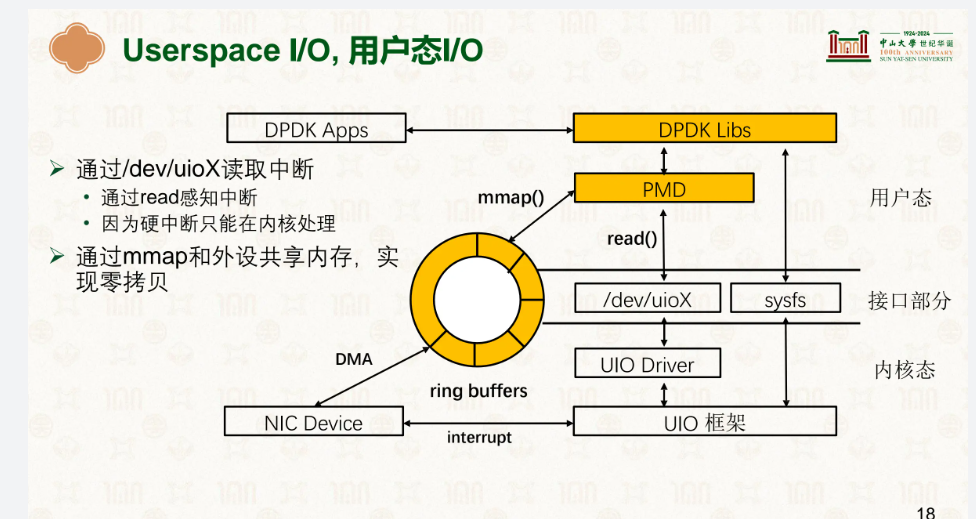 Userspace I/O, 用户态I/O
1924-2024
中山大學 世纪华诞
100th ANNIVERSARY
SUN YAT-SEN UNIVERSITY
➢ 通过/dev/uioX读取中断
• 通过read感知中断
• 因为硬中断只能在内核处理
➢ 通过mmap和外设共享内存，实
现零拷贝
DPDK Apps
DPDK Libs
PMD
mmap()
read()
用户态
/dev/uioX
sysfs
接口部分
UIO Driver
内核态
DMA
ring buffers
NIC Device
interrupt
UIO 框架
18